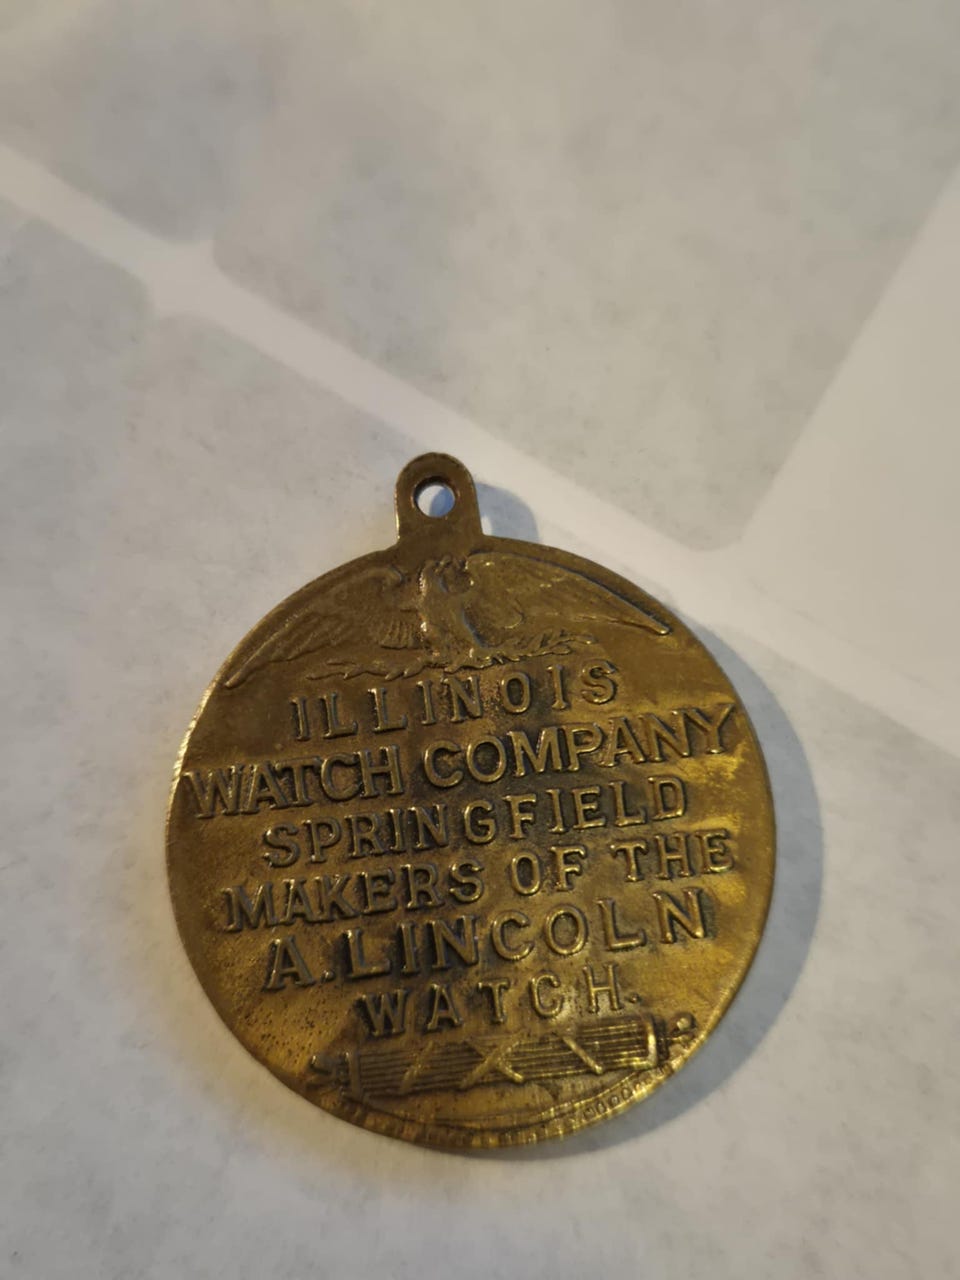 ILLINOIS
WATCH COMPANY
SPRINGFIELD
MAKERS OF THE
A. LINCOLN
WATCH.